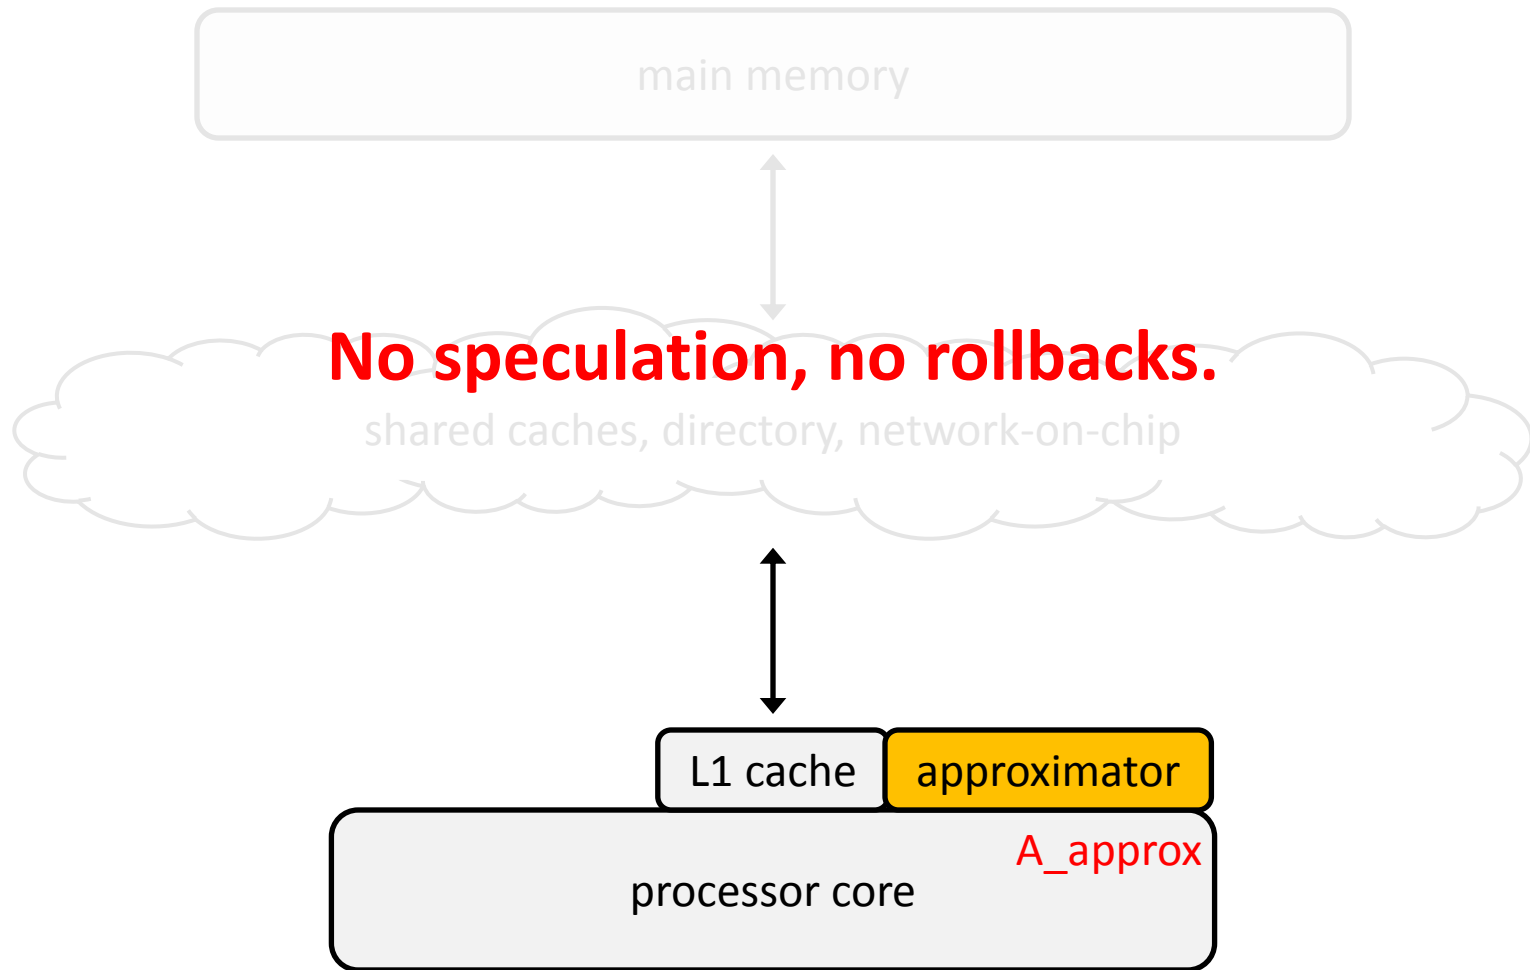 main memory
No speculation, no rollbacks.
shared caches, directory, network-on-chip
L1 cache
approximator
A_approx
processor core